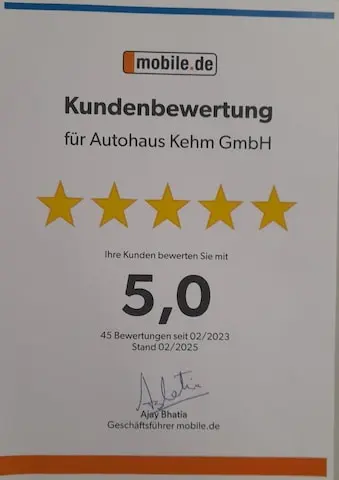 mobile.de
Kundenbewertung
für Autohaus Kehm GmbH
Ihre Kunden bewerten Sie mit
5,0
45 Bewertungen seit 02/2023
Stand 02/2025
Ajay Bhatia
Geschäftsführer mobile.de